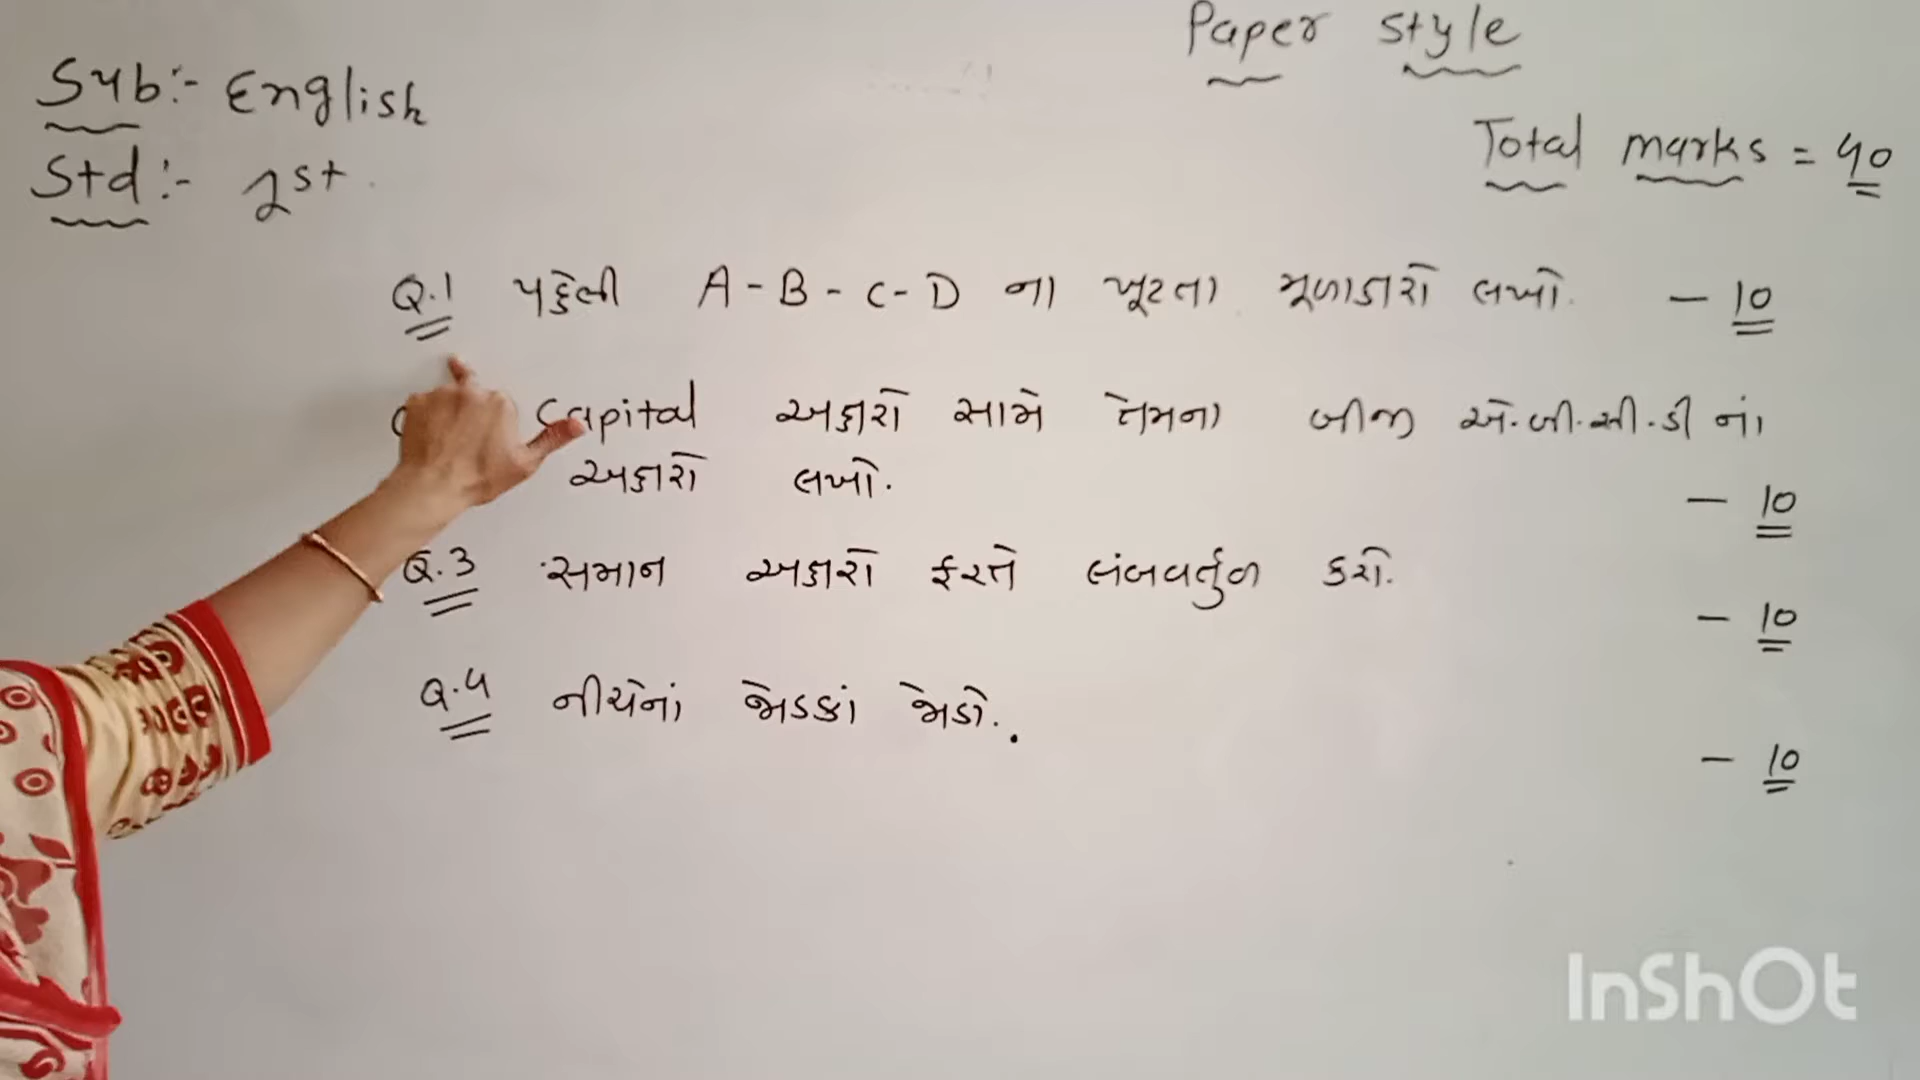 Paper Style
Sub:- English
Total marks = 40
Std:- 1st
Q.1 પહેલી A-B-C-D ના ખૂટતા મૂળાક્ષરો લખો. - 10
Capital અક્ષરો સામે તેમના બીજી એ.બી.સી.ડી નાં
અક્ષરો લખો. - 10
Q.3 સમાન અક્ષરો ફરતે લંબવર્તુળ કરો. - 10
Q.4 નીચેનાં જોડકાં જોડો. - 10
InShOt